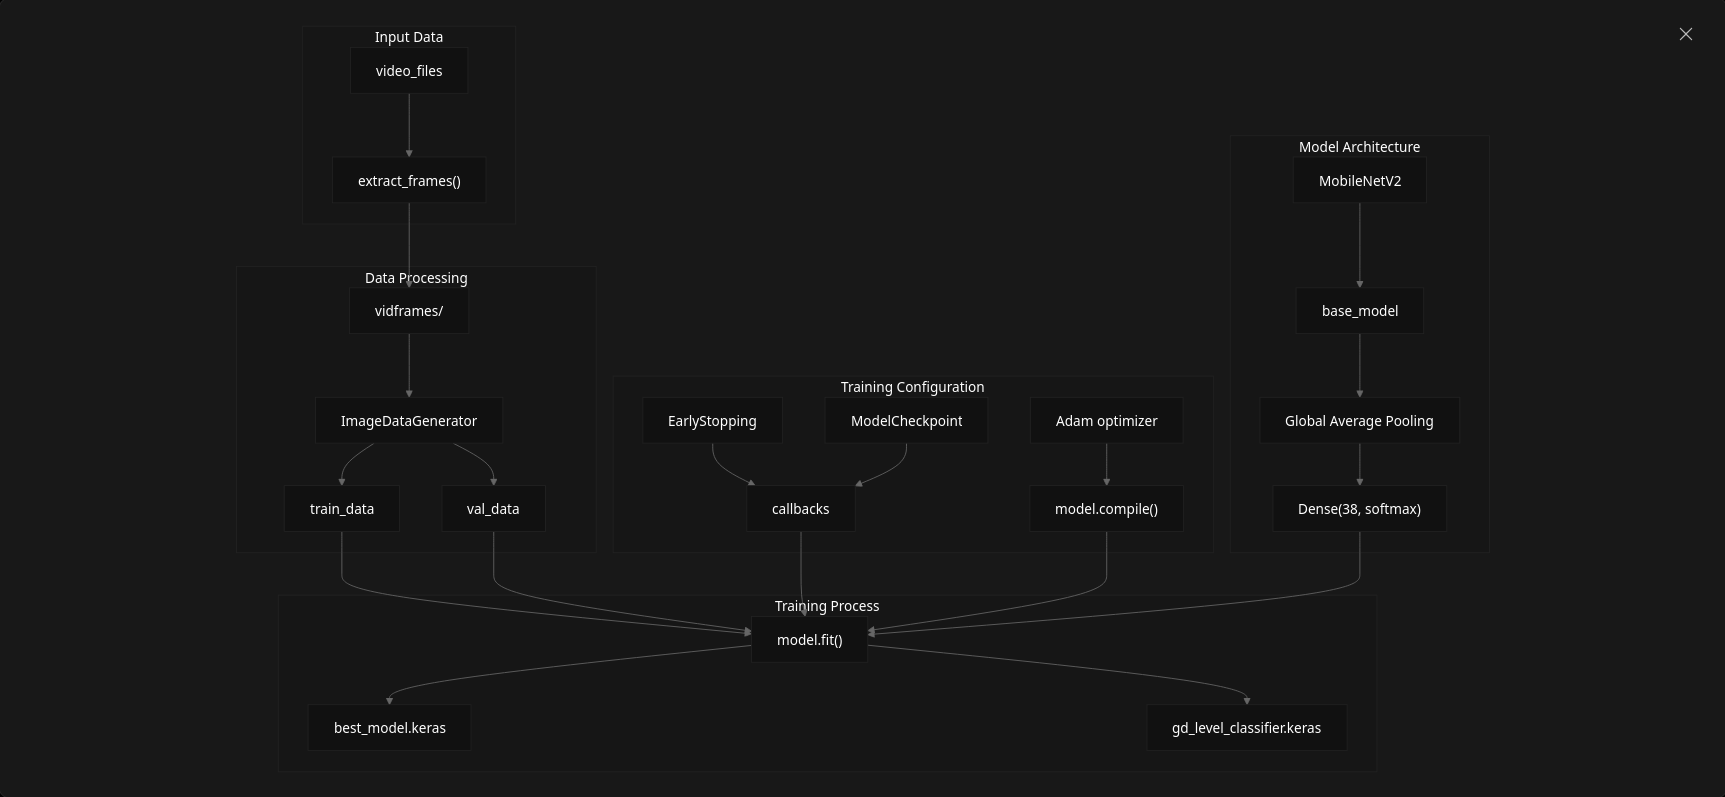 Input Data
video_files
extract_frames()
Data Processing
vidframes/
ImageDataGenerator
train_data
val_data
Training Configuration
EarlyStopping
ModelCheckpoint
Adam optimizer
callbacks
model.compile()
Model Architecture
MobileNetV2
base_model
Global Average Pooling
Dense(38, softmax)
Training Process
model.fit()
best_model.keras
gd_level_classifier.keras